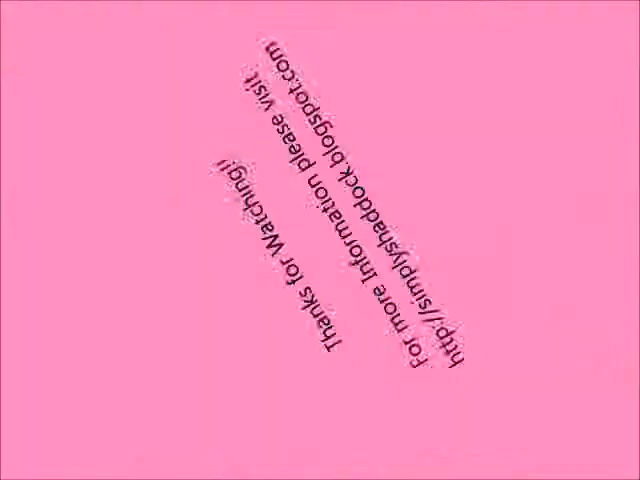 Thanks for Watching!!
For more Information please visit
http://simplyshaddock.blogspot.com